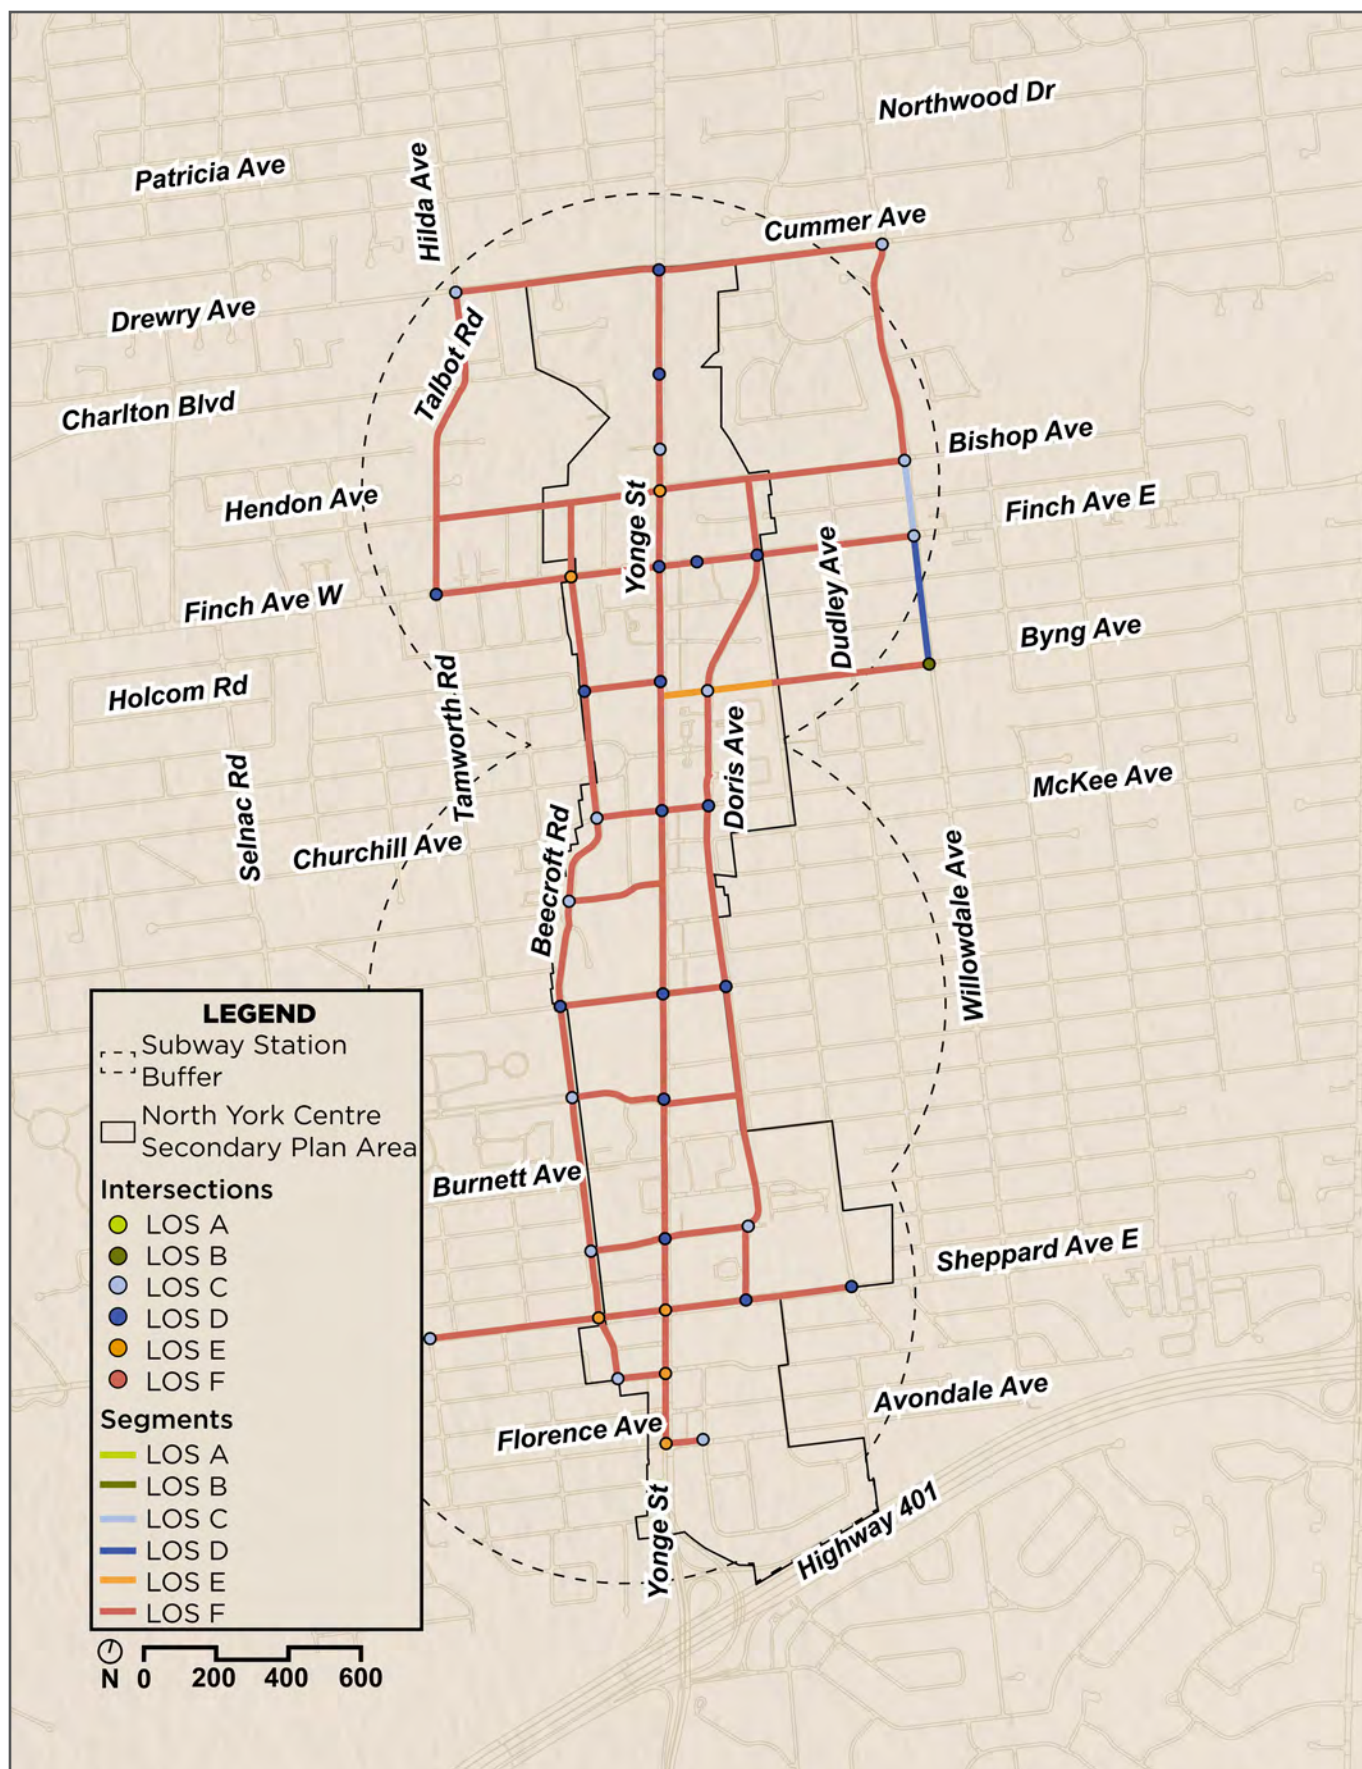 Northwood Dr
Patricia Ave
Hilda Ave
Cummer Ave
Drewry Ave
Talbot Rd
Charlton Blvd
Bishop Ave
Hendon Ave
Yonge St
Finch Ave E
Dudley Ave
Finch Ave W
Byng Ave
Holcom Rd
Tamworth Rd
Doris Ave
Selnac Rd
McKee Ave
Churchill Ave
Beecroft Rd
Willowdale Ave
LEGEND
Subway Station
Buffer
North York Centre
Secondary Plan Area
Intersections
LOS A
LOS B
LOS C
LOS D
LOS E
LOS F
Segments
LOS A
LOS B
LOS C
LOS D
LOS E
LOS F
Burnett Ave
Sheppard Ave E
Avondale Ave
Florence Ave
Yonge St
Highway 401
N 0 200 400 600